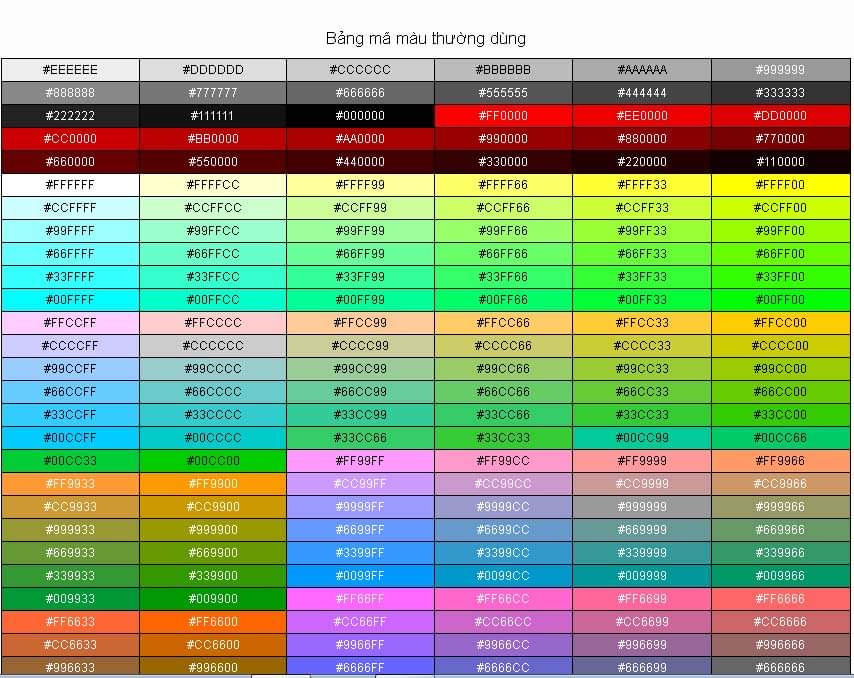 Bảng mã màu thường dùng
#EEEEEE #DDDDDD #CCCCCC #BBBBBB #AAAAAA #999999
#888888 #777777 #666666 #555555 #444444 #333333
#222222 #111111 #000000 #FF0000 #EE0000 #DD0000
#CC0000 #BB0000 #AA0000 #990000 #880000 #770000
#660000 #550000 #440000 #330000 #220000 #110000
#FFFFFF #FFFFCC #FFFF99 #FFFF66 #FFFF33 #FFFF00
#CCFFFF #CCFFCC #CCFF99 #CCFF66 #CCFF33 #CCFF00
#99FFFF #99FFCC #99FF99 #99FF66 #99FF33 #99FF00
#66FFFF #66FFCC #66FF99 #66FF66 #66FF33 #66FF00
#33FFFF #33FFCC #33FF99 #33FF66 #33FF33 #33FF00
#00FFFF #00FFCC #00FF99 #00FF66 #00FF33 #00FF00
#FFCCFF #FFCCCC #FFCC99 #FFCC66 #FFCC33 #FFCC00
#CCCCFF #CCCCCC #CCCC99 #CCCC66 #CCCC33 #CCCC00
#99CCFF #99CCCC #99CC99 #99CC66 #99CC33 #99CC00
#66CCFF #66CCCC #66CC99 #66CC66 #66CC33 #66CC00
#33CCFF #33CCCC #33CC99 #33CC66 #33CC33 #33CC00
#00CCFF #00CCCC #33CC66 #33CC33 #00CC99 #00CC66
#00CC33 #00CC00 #FF99FF #FF99CC #FF9999 #FF9966
#FF9933 #FF9900 #CC99FF #CC99CC #CC9999 #CC9966
#CC9933 #CC9900 #9999FF #9999CC #999999 #999966
#999933 #999900 #6699FF #6699CC #669999 #669966
#669933 #669900 #3399FF #3399CC #339999 #339966
#339933 #339900 #0099FF #0099CC #009999 #009966
#009933 #009900 #FF66FF #FF66CC #FF6699 #FF6666
#FF6633 #FF6600 #CC66FF #CC66CC #CC6699 #CC6666
#CC6633 #CC6600 #9966FF #9966CC #996699 #996666
#996633 #996600 #6666FF #6666CC #666699 #666666